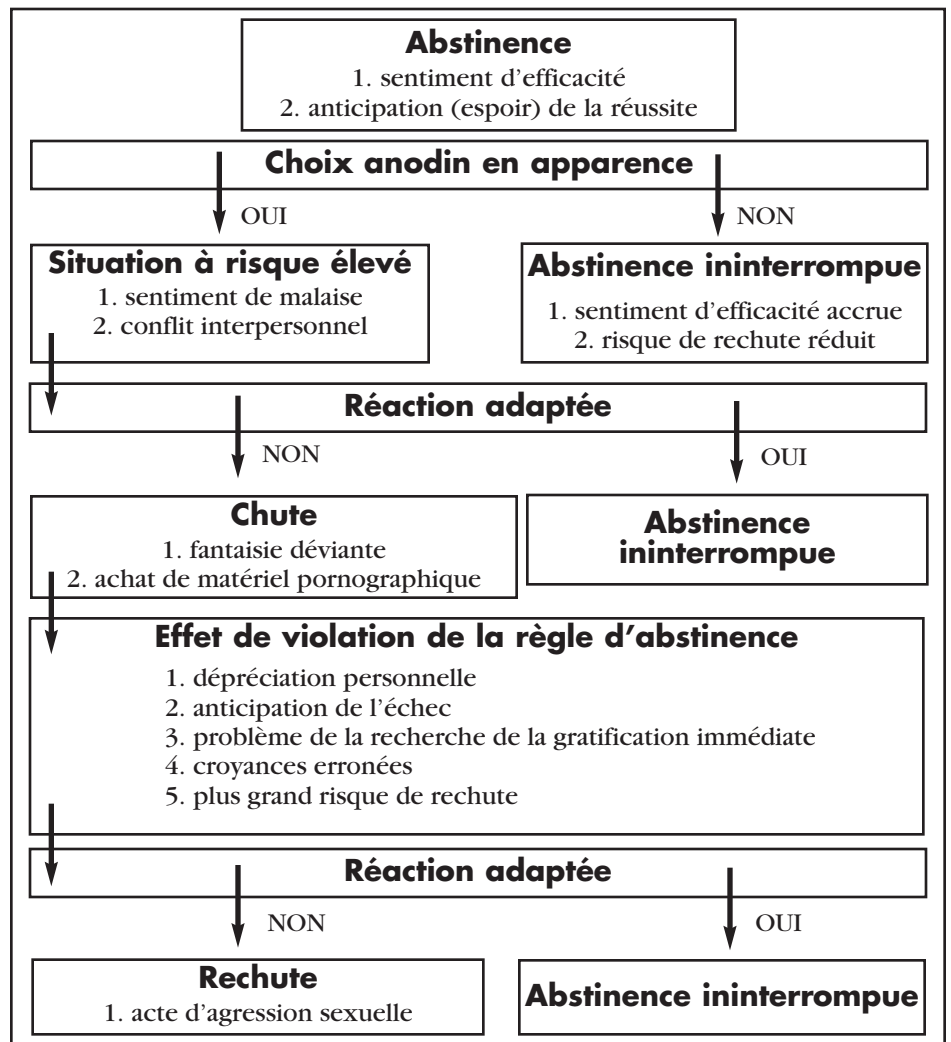 Abstinence
1. sentiment d'efficacité
2. anticipation (espoir) de la réussite
Choix anodin en apparence
OUI
NON
Situation à risque élevé
1. sentiment de malaise
2. conflit interpersonnel
Abstinence ininterrompue
1. sentiment d'efficacité accrue
2. risque de rechute réduit
Réaction adaptée
NON
OUI
Chute
1. fantaisie déviante
2. achat de matériel pornographique
Abstinence
ininterrompue
Effet de violation de la règle d'abstinence
1. dépréciation personnelle
2. anticipation de l'échec
3. problème de la recherche de la gratification immédiate
4. croyances erronées
5. plus grand risque de rechute
Réaction adaptée
NON
OUI
Rechute
1. acte d'agression sexuelle
Abstinence ininterrompue